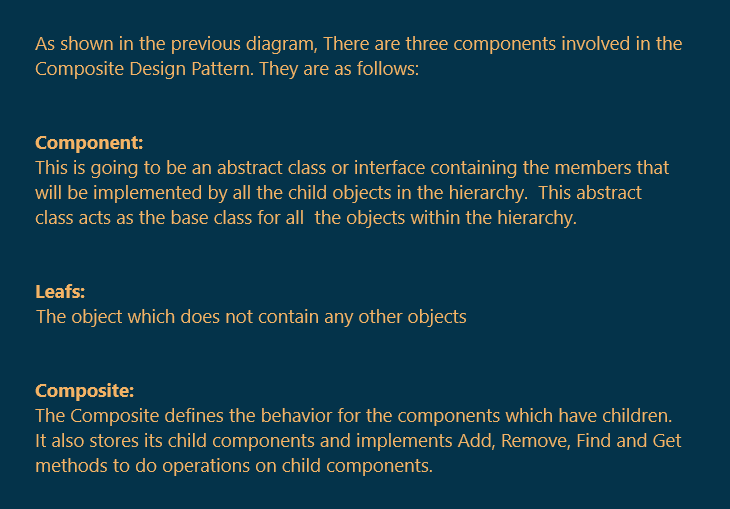 As shown in the previous diagram, There are three components involved in the
Composite Design Pattern. They are as follows:
Component:
This is going to be an abstract class or interface containing the members that
will be implemented by all the child objects in the hierarchy.  This abstract
class acts as the base class for all  the objects within the hierarchy.
Leafs:
The object which does not contain any other objects
Composite:
The Composite defines the behavior for the components which have children.
It also stores its child components and implements Add, Remove, Find and Get
methods to do operations on child components.